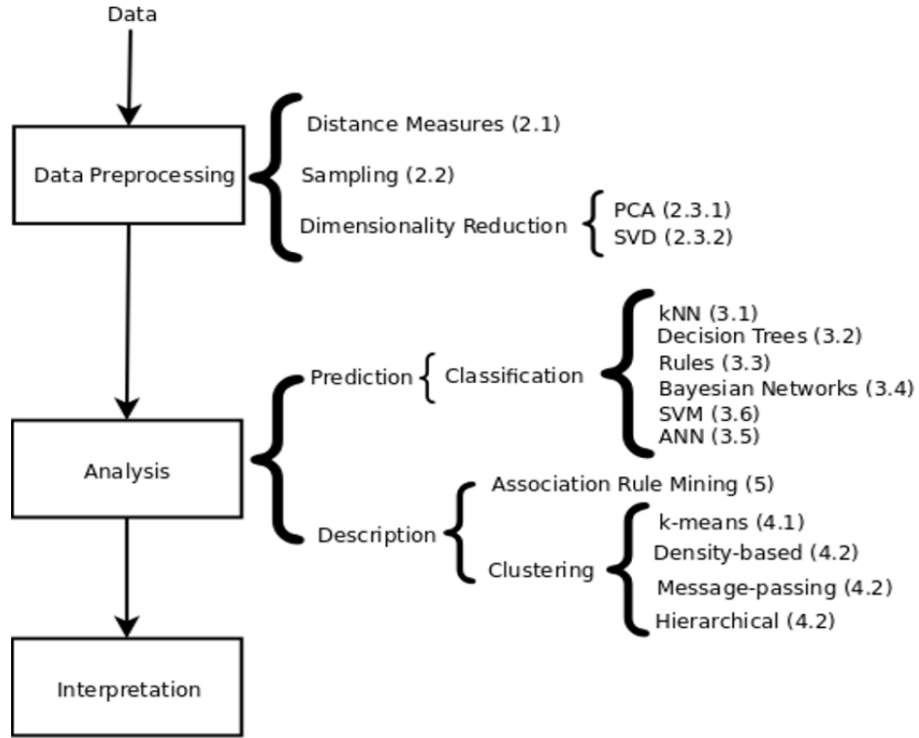 Data
Data Preprocessing
Distance Measures (2.1)
Sampling (2.2)
Dimensionality Reduction
PCA (2.3.1)
SVD (2.3.2)
Analysis
Prediction
Classification
kNN (3.1)
Decision Trees (3.2)
Rules (3.3)
Bayesian Networks (3.4)
SVM (3.6)
ANN (3.5)
Description
Association Rule Mining (5)
Clustering
k-means (4.1)
Density-based (4.2)
Message-passing (4.2)
Hierarchical (4.2)
Interpretation